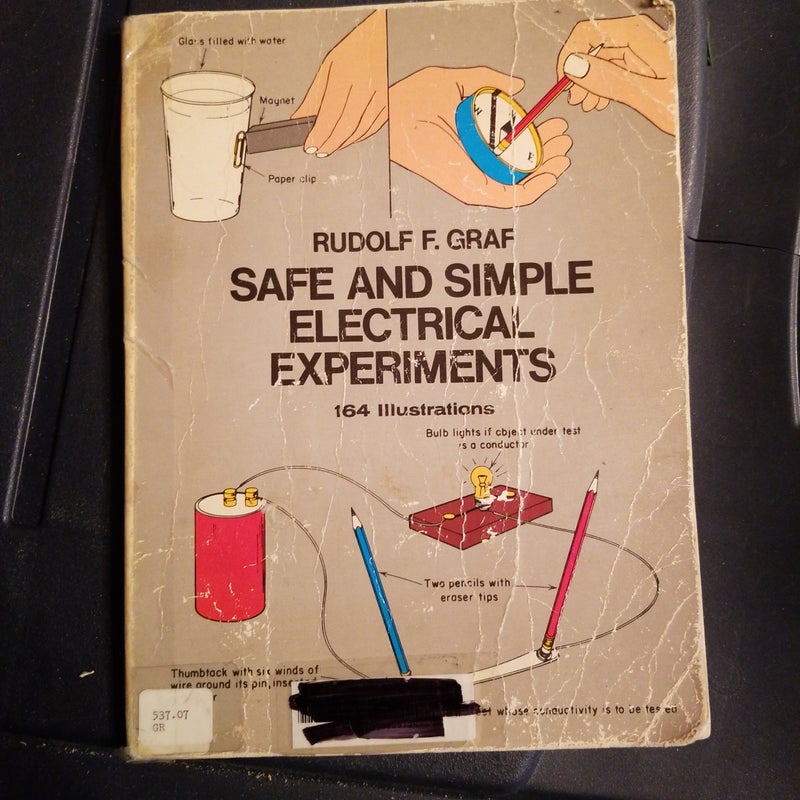 Glass filled with water
Magnet
Paper clip
W
N
E
RUDOLF F. GRAF
SAFE AND SIMPLE
ELECTRICAL
EXPERIMENTS
164 Illustrations
Bulb lights if object under test
is a conductor
Two pencils with
eraser tips
Thumbtack with six winds of
wire around its pin, inserted
whose conductivity is to be tested
537.07
GR